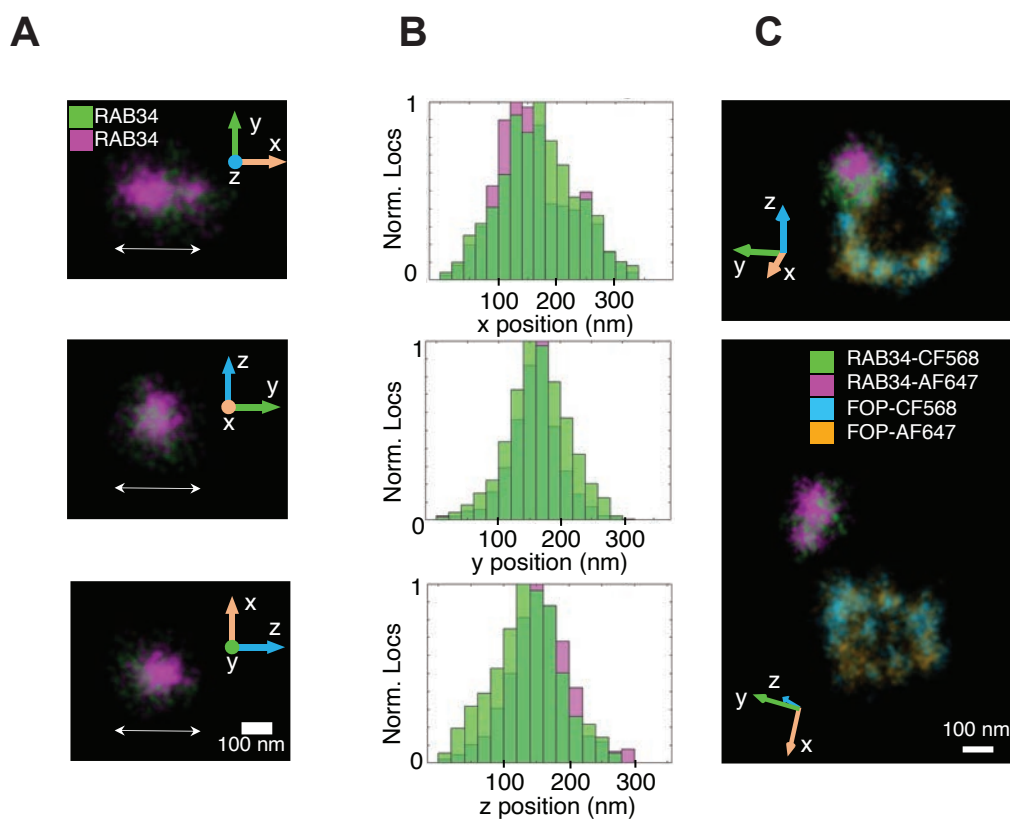 A
B
C
RAB34
RAB34
y
x
z
1
Norm. Locs
0
100 200 300
x position (nm)
z
y
x
z
y
x
1
Norm. Locs
0
100 200 300
y position (nm)
RAB34-CF568
RAB34-AF647
FOP-CF568
FOP-AF647
x
z
y
100 nm
1
Norm. Locs
0
100 200 300
z position (nm)
z
y
x
100 nm